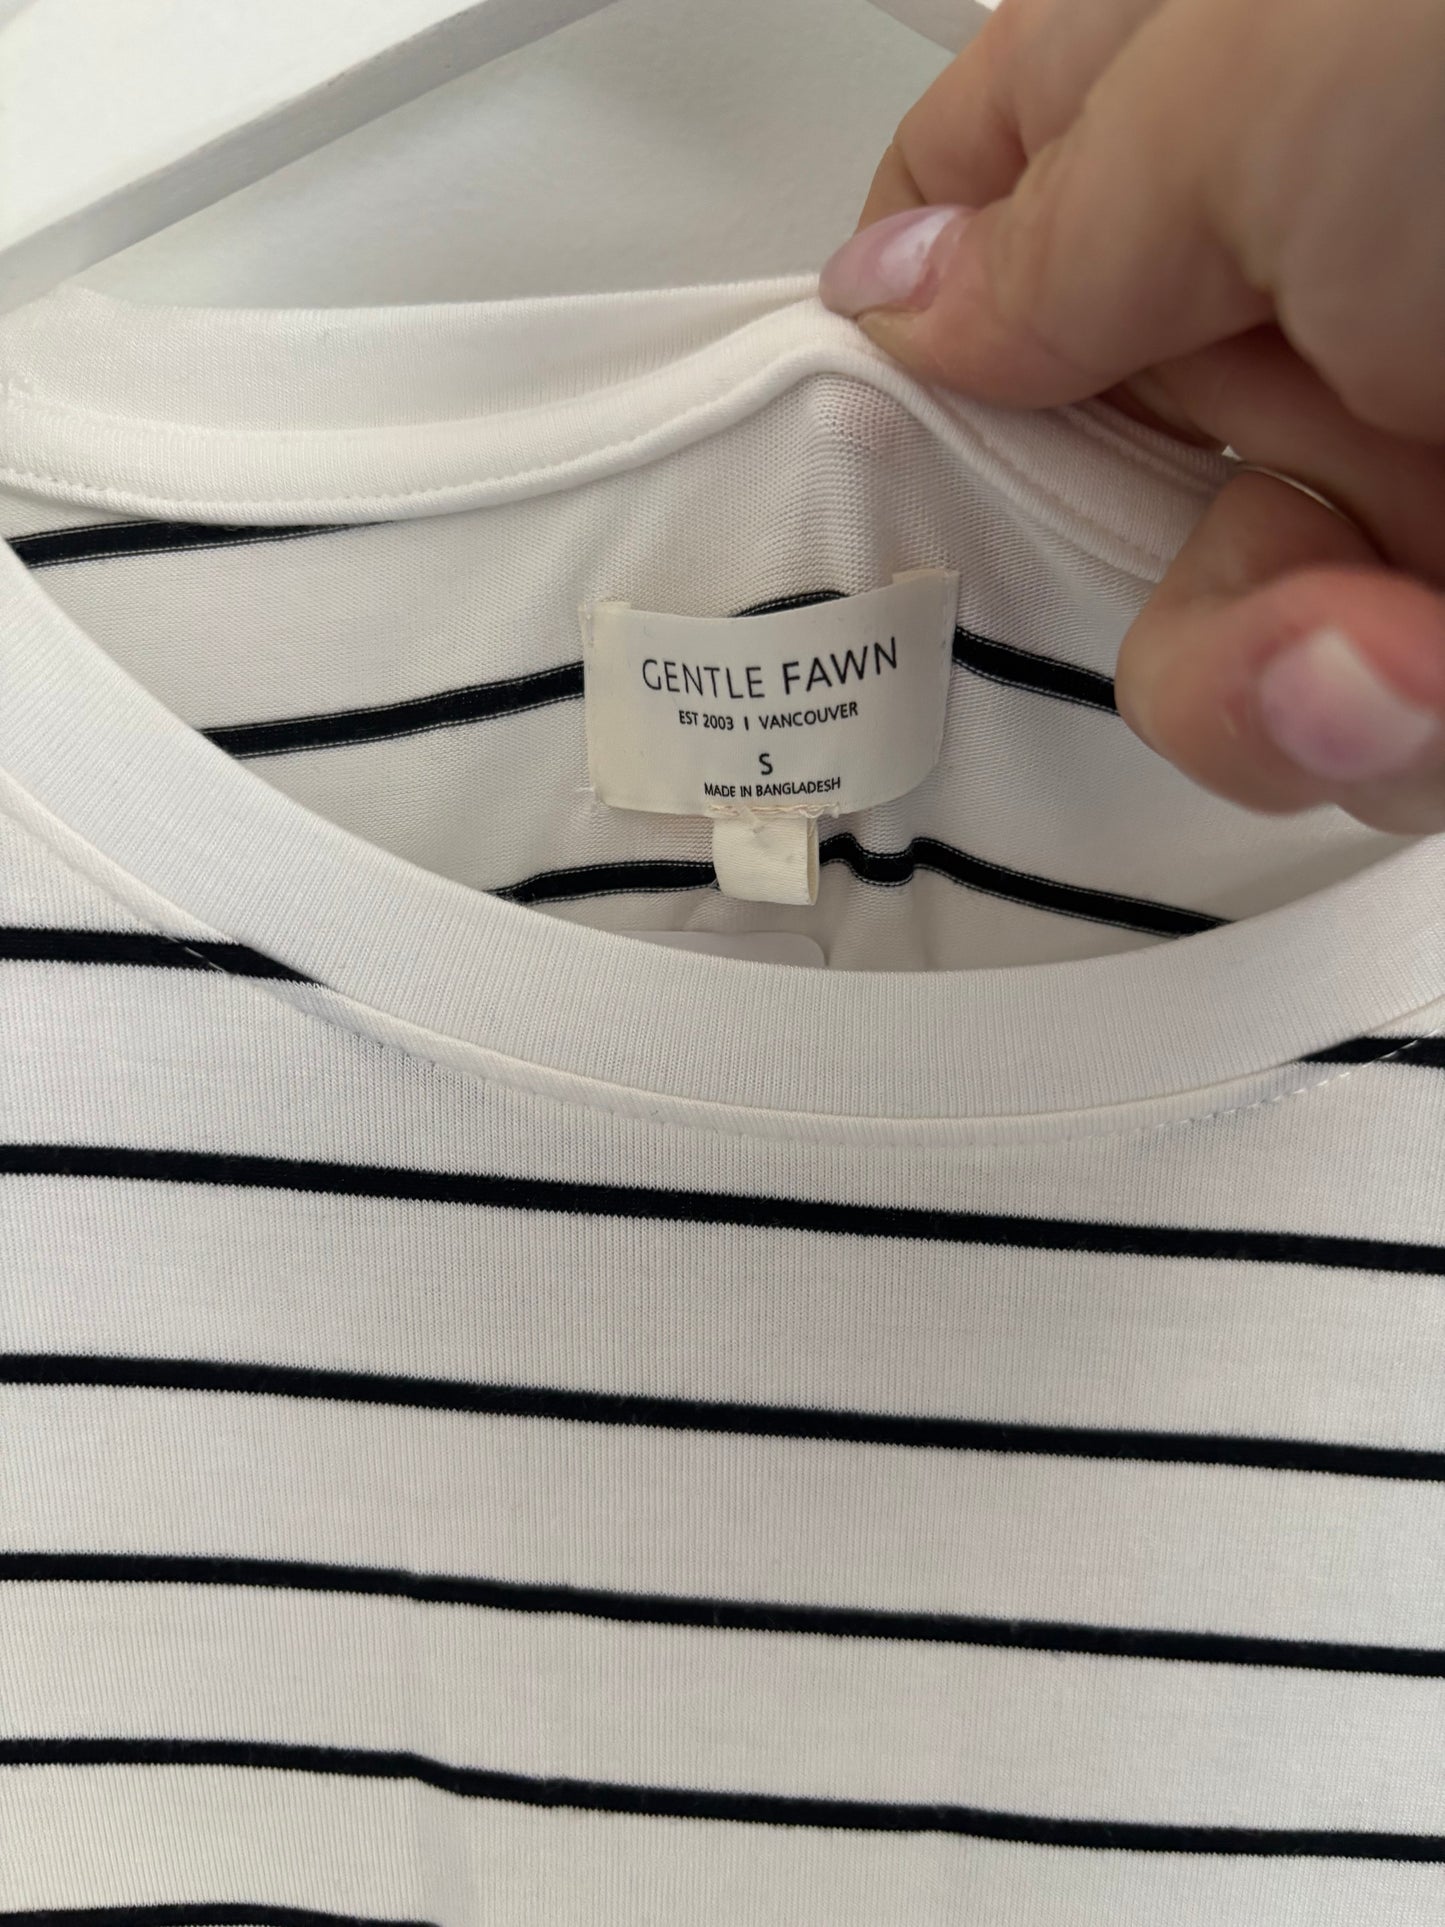 GENTLE FAWN
EST 2003 | VANCOUVER
S
MADE IN BANGLADESH